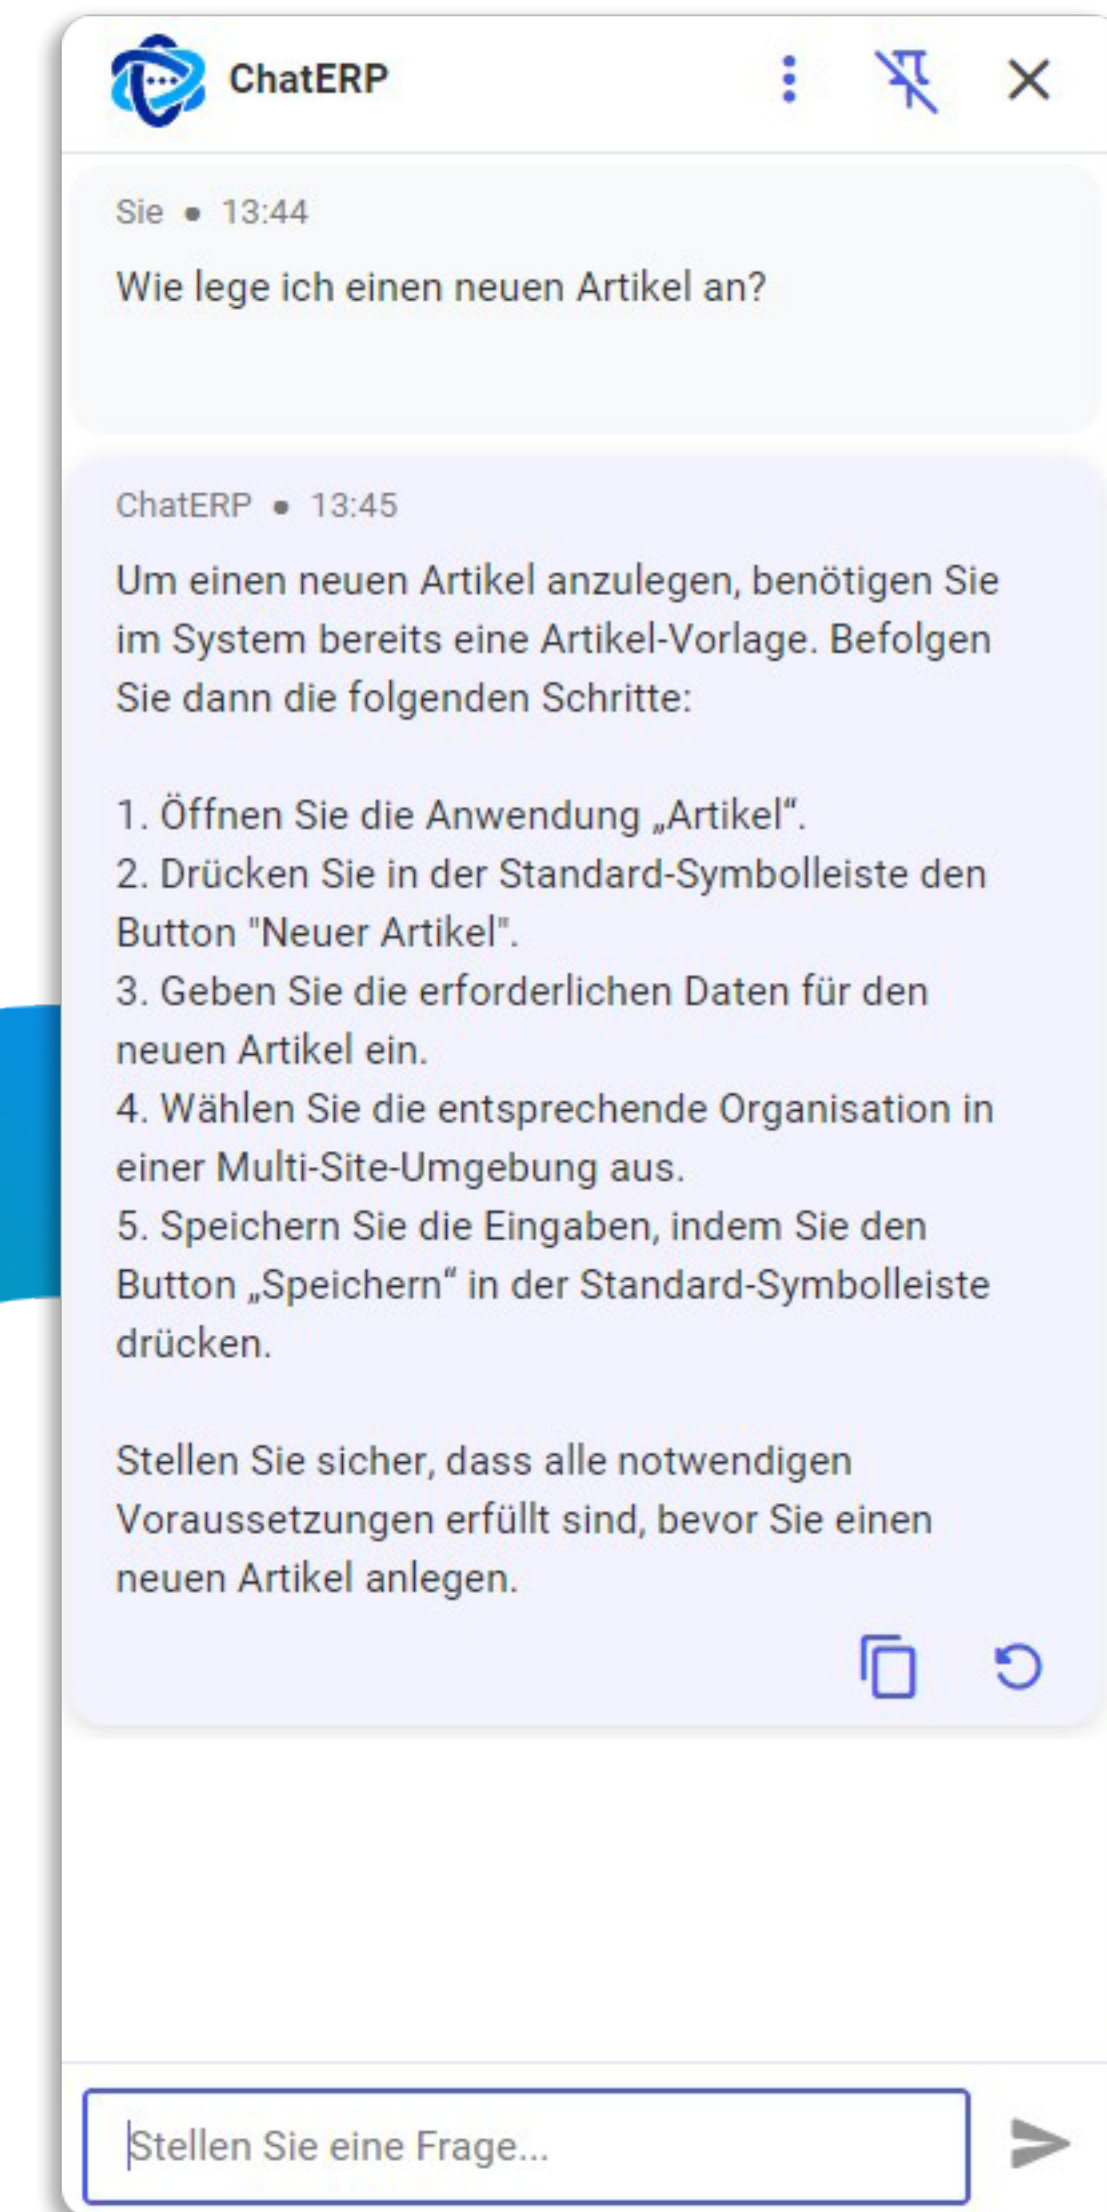 ChatERP
Sie • 13:44
Wie lege ich einen neuen Artikel an?
ChatERP • 13:45
Um einen neuen Artikel anzulegen, benötigen Sie
im System bereits eine Artikel-Vorlage. Befolgen
Sie dann die folgenden Schritte:
1. Öffnen Sie die Anwendung „Artikel“.
2. Drücken Sie in der Standard-Symbolleiste den
Button "Neuer Artikel".
3. Geben Sie die erforderlichen Daten für den
neuen Artikel ein.
4. Wählen Sie die entsprechende Organisation in
einer Multi-Site-Umgebung aus.
5. Speichern Sie die Eingaben, indem Sie den
Button „Speichern“ in der Standard-Symbolleiste
drücken.
Stellen Sie sicher, dass alle notwendigen
Voraussetzungen erfüllt sind, bevor Sie einen
neuen Artikel anlegen.
Stellen Sie eine Frage...